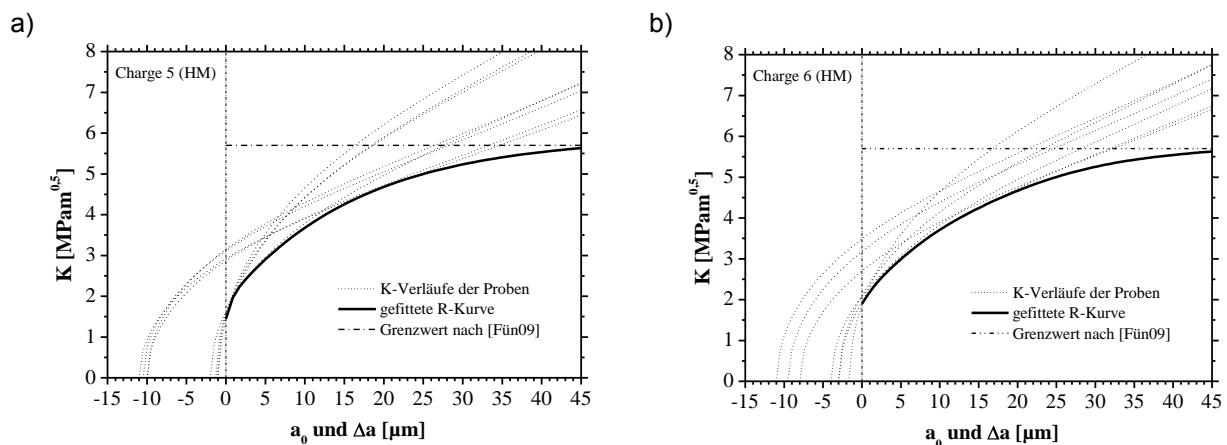 a)
Charge 5 (HM)
K [MPam^0,5]
8
7
6
5
4
3
2
1
0
K-Verläufe der Proben
gefittete R-Kurve
Grenzwert nach [Fün09]
-15 -10 -5 0 5 10 15 20 25 30 35 40 45
a₀ und Δa [µm]
b)
Charge 6 (HM)
K [MPam^0,5]
8
7
6
5
4
3
2
1
0
K-Verläufe der Proben
gefittete R-Kurve
Grenzwert nach [Fün09]
-15 -10 -5 0 5 10 15 20 25 30 35 40 45
a₀ und Δa [µm]